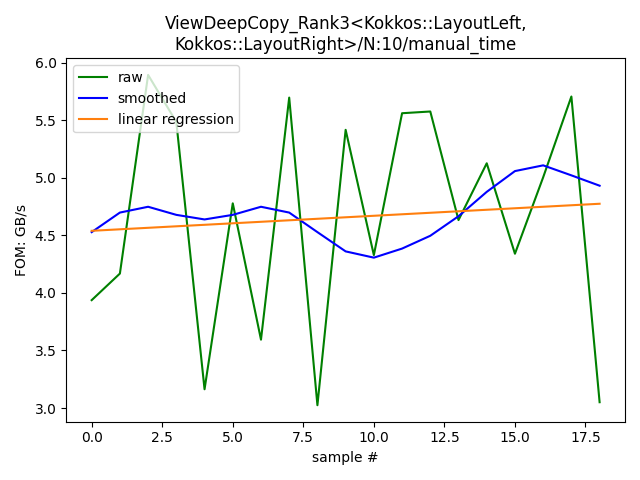 ViewDeepCopy_Rank3<Kokkos::LayoutLeft,
Kokkos::LayoutRight>/N:10/manual_time
raw
smoothed
linear regression
FOM: GB/s
6.0
5.5
5.0
4.5
4.0
3.5
3.0
0.0 2.5 5.0 7.5 10.0 12.5 15.0 17.5
sample #